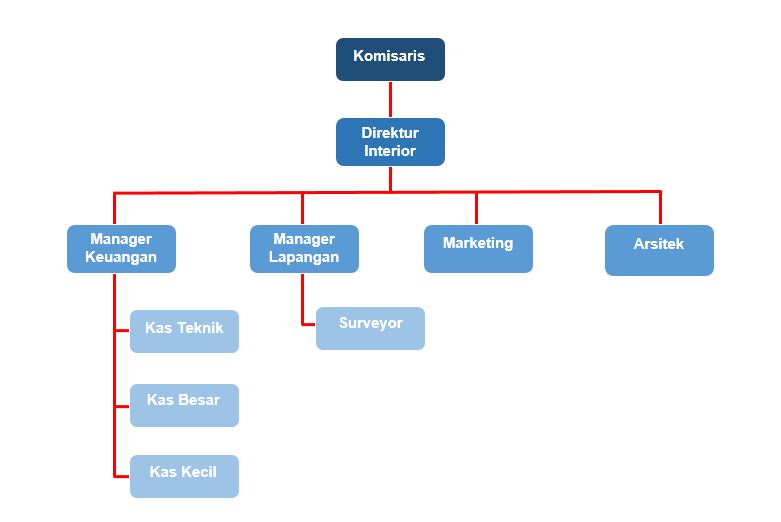 Komisaris
Direktur
Interior
Manager
Keuangan
Manager
Lapangan
Marketing
Arsitek
Kas Teknik
Surveyor
Kas Besar
Kas Kecil